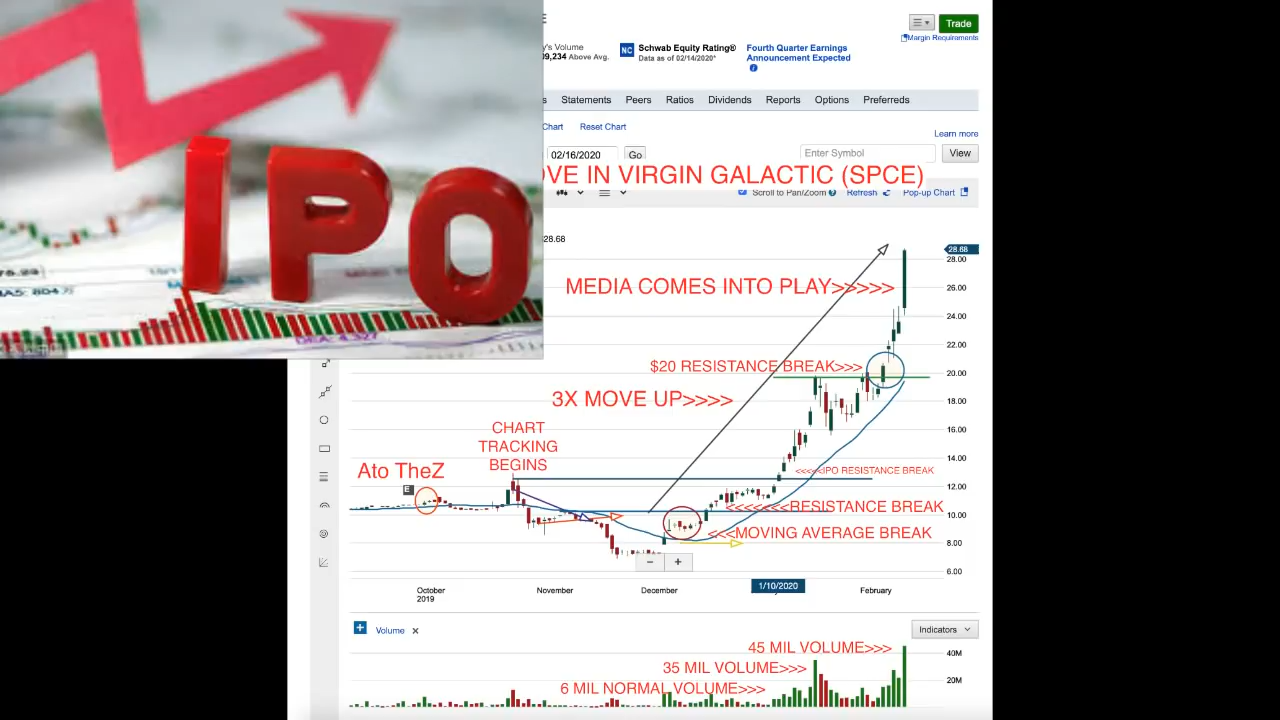 y's Volume
9,234 Above Avg.
NC Schwab Equity Rating®
Data as of 02/14/2020*
Fourth Quarter Earnings
Announcement Expected
Trade
Margin Requirements
s Statements Peers Ratios Dividends Reports Options Preferreds
Chart Reset Chart
Learn more
02/16/2020 Go
Enter Symbol View
OVE IN VIRGIN GALACTIC (SPCE)
Scroll to Pan/Zoom Refresh Pop-up Chart
IPO
28.68
28.68
28.00
MEDIA COMES INTO PLAY>>>>>
26.00
24.00
22.00
$20 RESISTANCE BREAK>>>
20.00
3X MOVE UP>>>>
18.00
CHART
TRACKING
BEGINS
16.00
14.00
Ato TheZ
<<<<<IPO RESISTANCE BREAK
E
12.00
<<<<<<<RESISTANCE BREAK
10.00
<<<MOVING AVERAGE BREAK
8.00
6.00
October
2019
November
December
1/10/2020
February
Volume
Indicators
45 MIL VOLUME>>>
40M
35 MIL VOLUME>>>
20M
6 MIL NORMAL VOLUME>>>